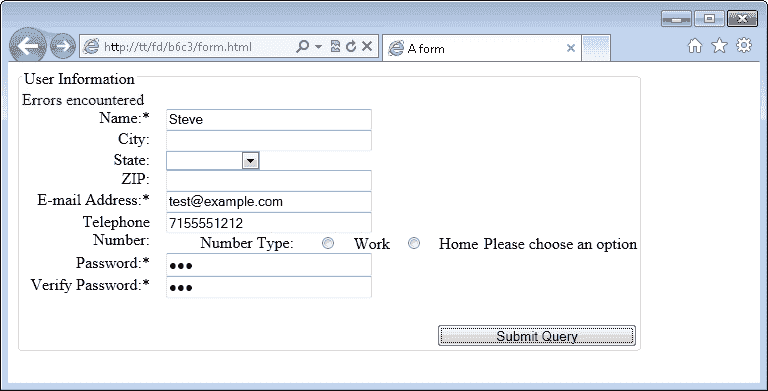 http://tt/fd/b6c3/form.html
A form
User Information
Errors encountered
Name:* Steve
City:
State:
ZIP:
E-mail Address:* test@example.com
Telephone Number: 7155551212
Number Type: Work Home Please choose an option
Password:* ●●●
Verify Password:* ●●●
Submit Query